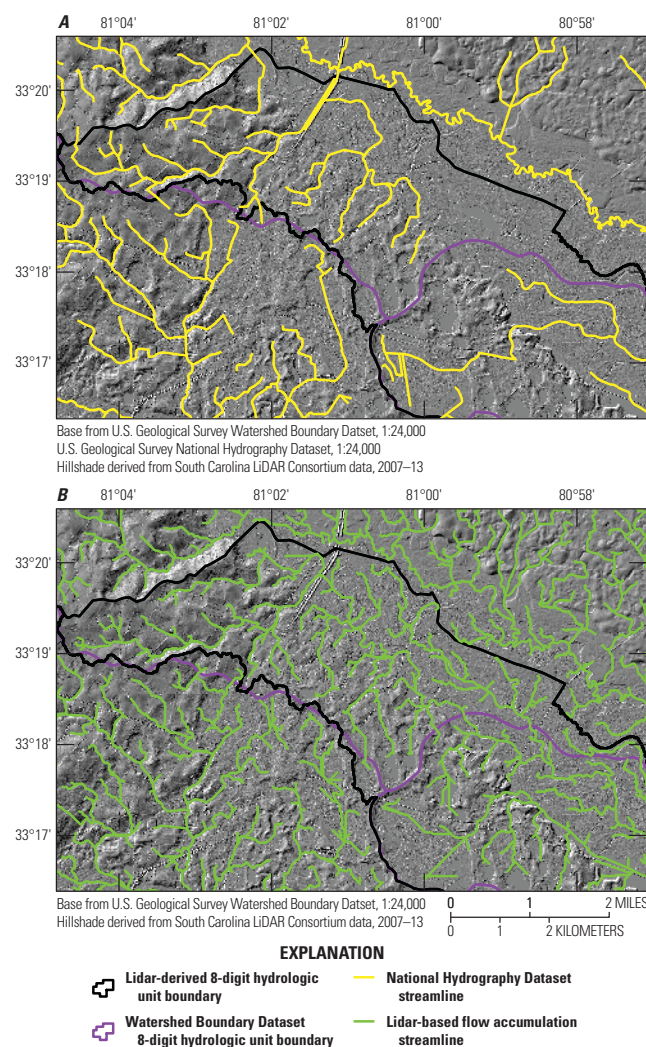 A
81°04' 81°02' 81°00' 80°58'
33°20'
33°19'
33°18'
33°17'
Base from U.S. Geological Survey Watershed Boundary Datset, 1:24,000
U.S. Geological Survey National Hydrography Dataset, 1:24,000
Hillshade derived from South Carolina LiDAR Consortium data, 2007–13
B
81°04' 81°02' 81°00' 80°58'
33°20'
33°19'
33°18'
33°17'
Base from U.S. Geological Survey Watershed Boundary Datset, 1:24,000
Hillshade derived from South Carolina LiDAR Consortium data, 2007–13
0 1 2 MILES
0 1 2 KILOMETERS
EXPLANATION
Lidar-derived 8-digit hydrologic
unit boundary
Watershed Boundary Dataset
8-digit hydrologic unit boundary
National Hydrography Dataset
streamline
Lidar-based flow accumulation
streamline